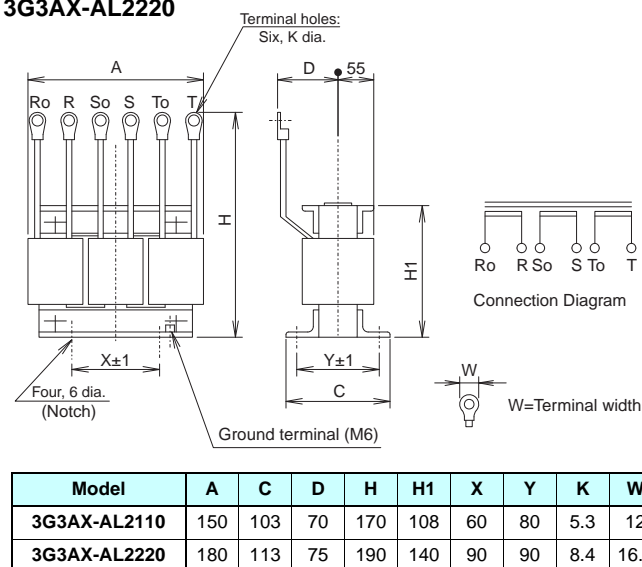 3G3AX-AL2220
Terminal holes:
Six, K dia.
A
D
55
Ro R So S To T
H
H1
Ro R So S To T
Connection Diagram
X±1
Y±1
C
W
W=Terminal width
Four, 6 dia.
(Notch)
Ground terminal (M6)
Model A C D H H1 X Y K W
3G3AX-AL2110 150 103 70 170 108 60 80 5.3 12
3G3AX-AL2220 180 113 75 190 140 90 90 8.4 16.